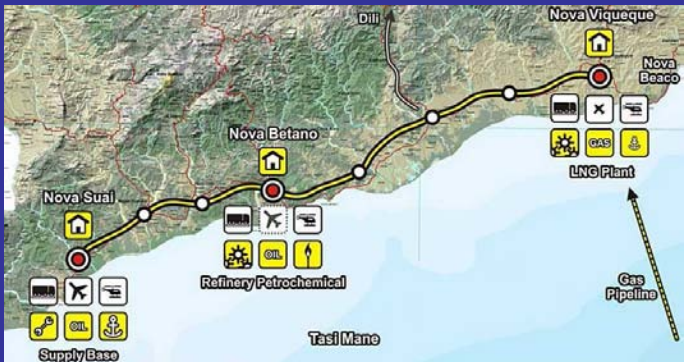 Nova Viqueque
Dili
Nova
Beaco
Nova Betano
GAS
LNG Plant
Nova Suai
OIL
Refinery Petrochemical
Gas
Pipeline
OIL
Tasi Mane
Supply Base